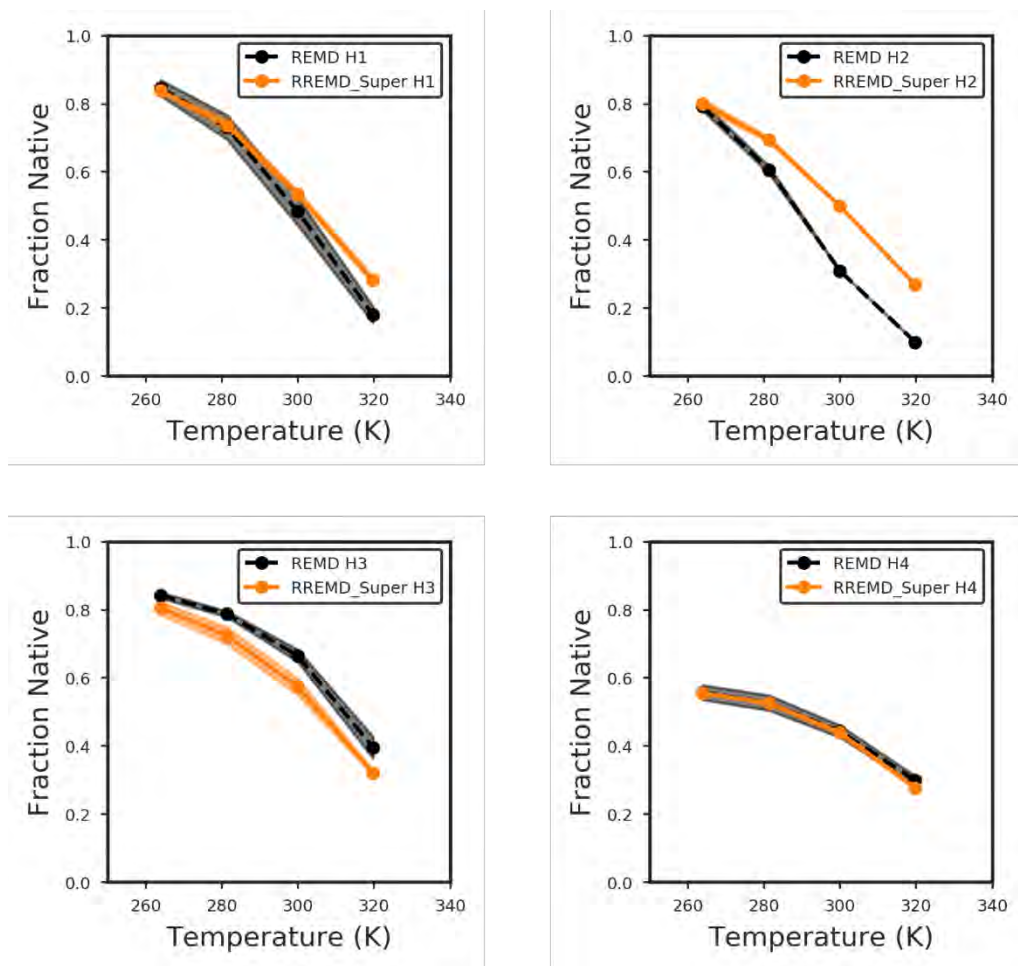 1.0
0.8
0.6
0.4
0.2
0.0
Fraction Native
REMD H1
RREMD_Super H1
260 280 300 320 340
Temperature (K)
1.0
0.8
0.6
0.4
0.2
0.0
Fraction Native
REMD H2
RREMD_Super H2
260 280 300 320 340
Temperature (K)
1.0
0.8
0.6
0.4
0.2
0.0
Fraction Native
REMD H3
RREMD_Super H3
260 280 300 320 340
Temperature (K)
1.0
0.8
0.6
0.4
0.2
0.0
Fraction Native
REMD H4
RREMD_Super H4
260 280 300 320 340
Temperature (K)